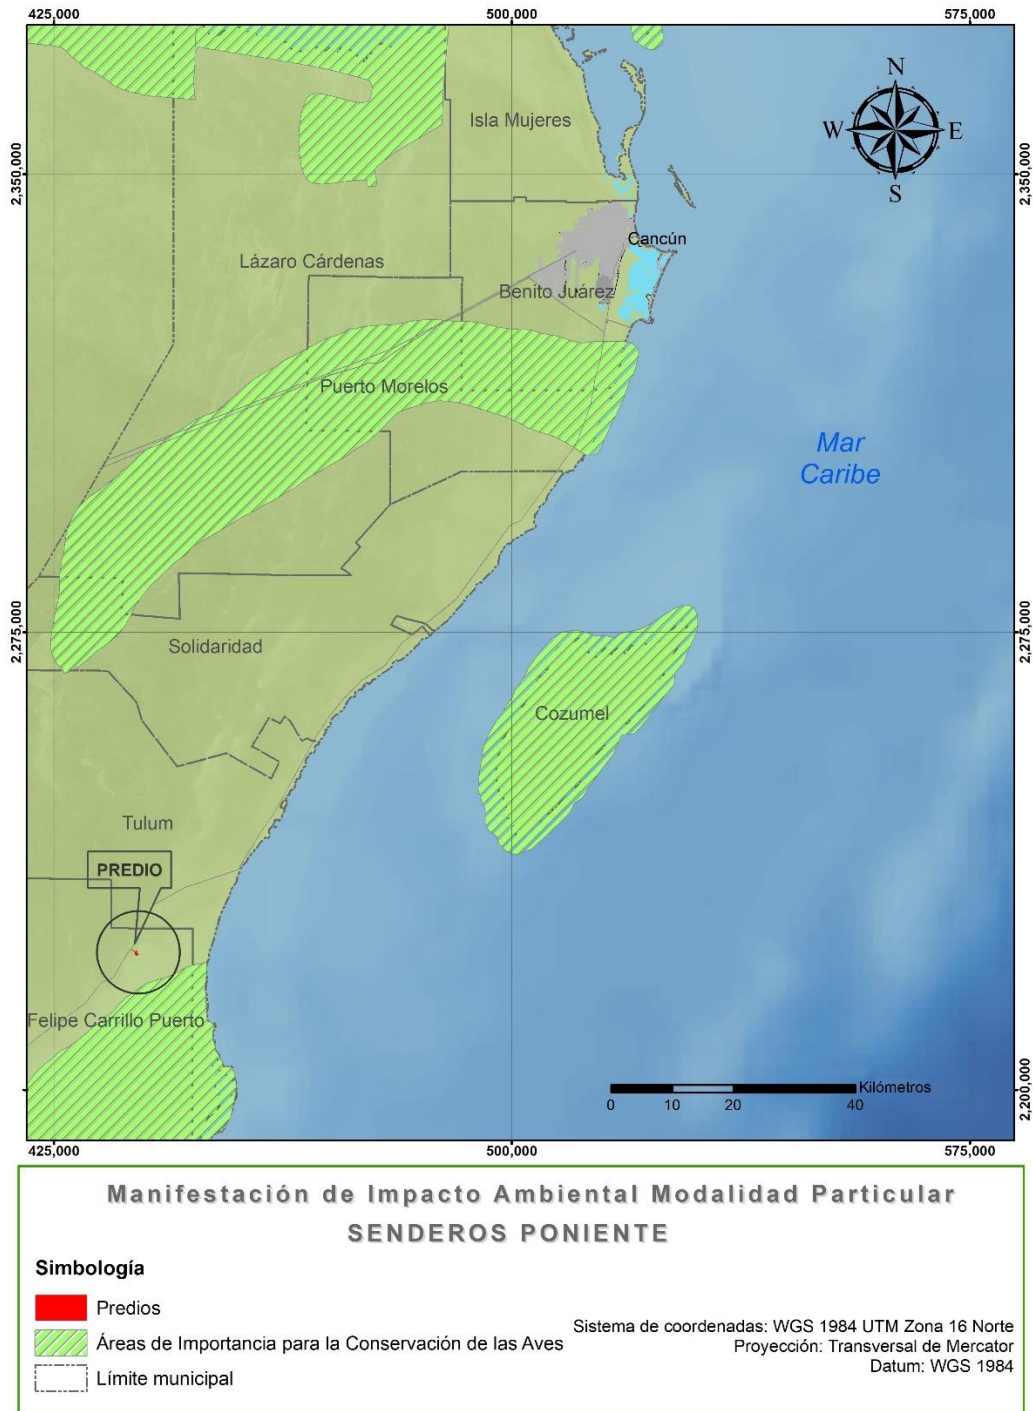 425,000
500,000
575,000
N
W
E
S
Isla Mujeres
2,350,000
2,350,000
Cancún
Lázaro Cárdenas
Benito Juárez
Puerto Morelos
Mar
Caribe
2,275,000
2,275,000
Solidaridad
Cozumel
Tulum
PREDIO
Felipe Carrillo Puerto
Kilómetros
0
10
20
40
2,200,000
425,000
500,000
575,000
Manifestación de Impacto Ambiental Modalidad Particular
SENDEROS PONIENTE
Simbología
Predios
Áreas de Importancia para la Conservación de las Aves
Límite municipal
Sistema de coordenadas: WGS 1984 UTM Zona 16 Norte
Proyección: Transversal de Mercator
Datum: WGS 1984